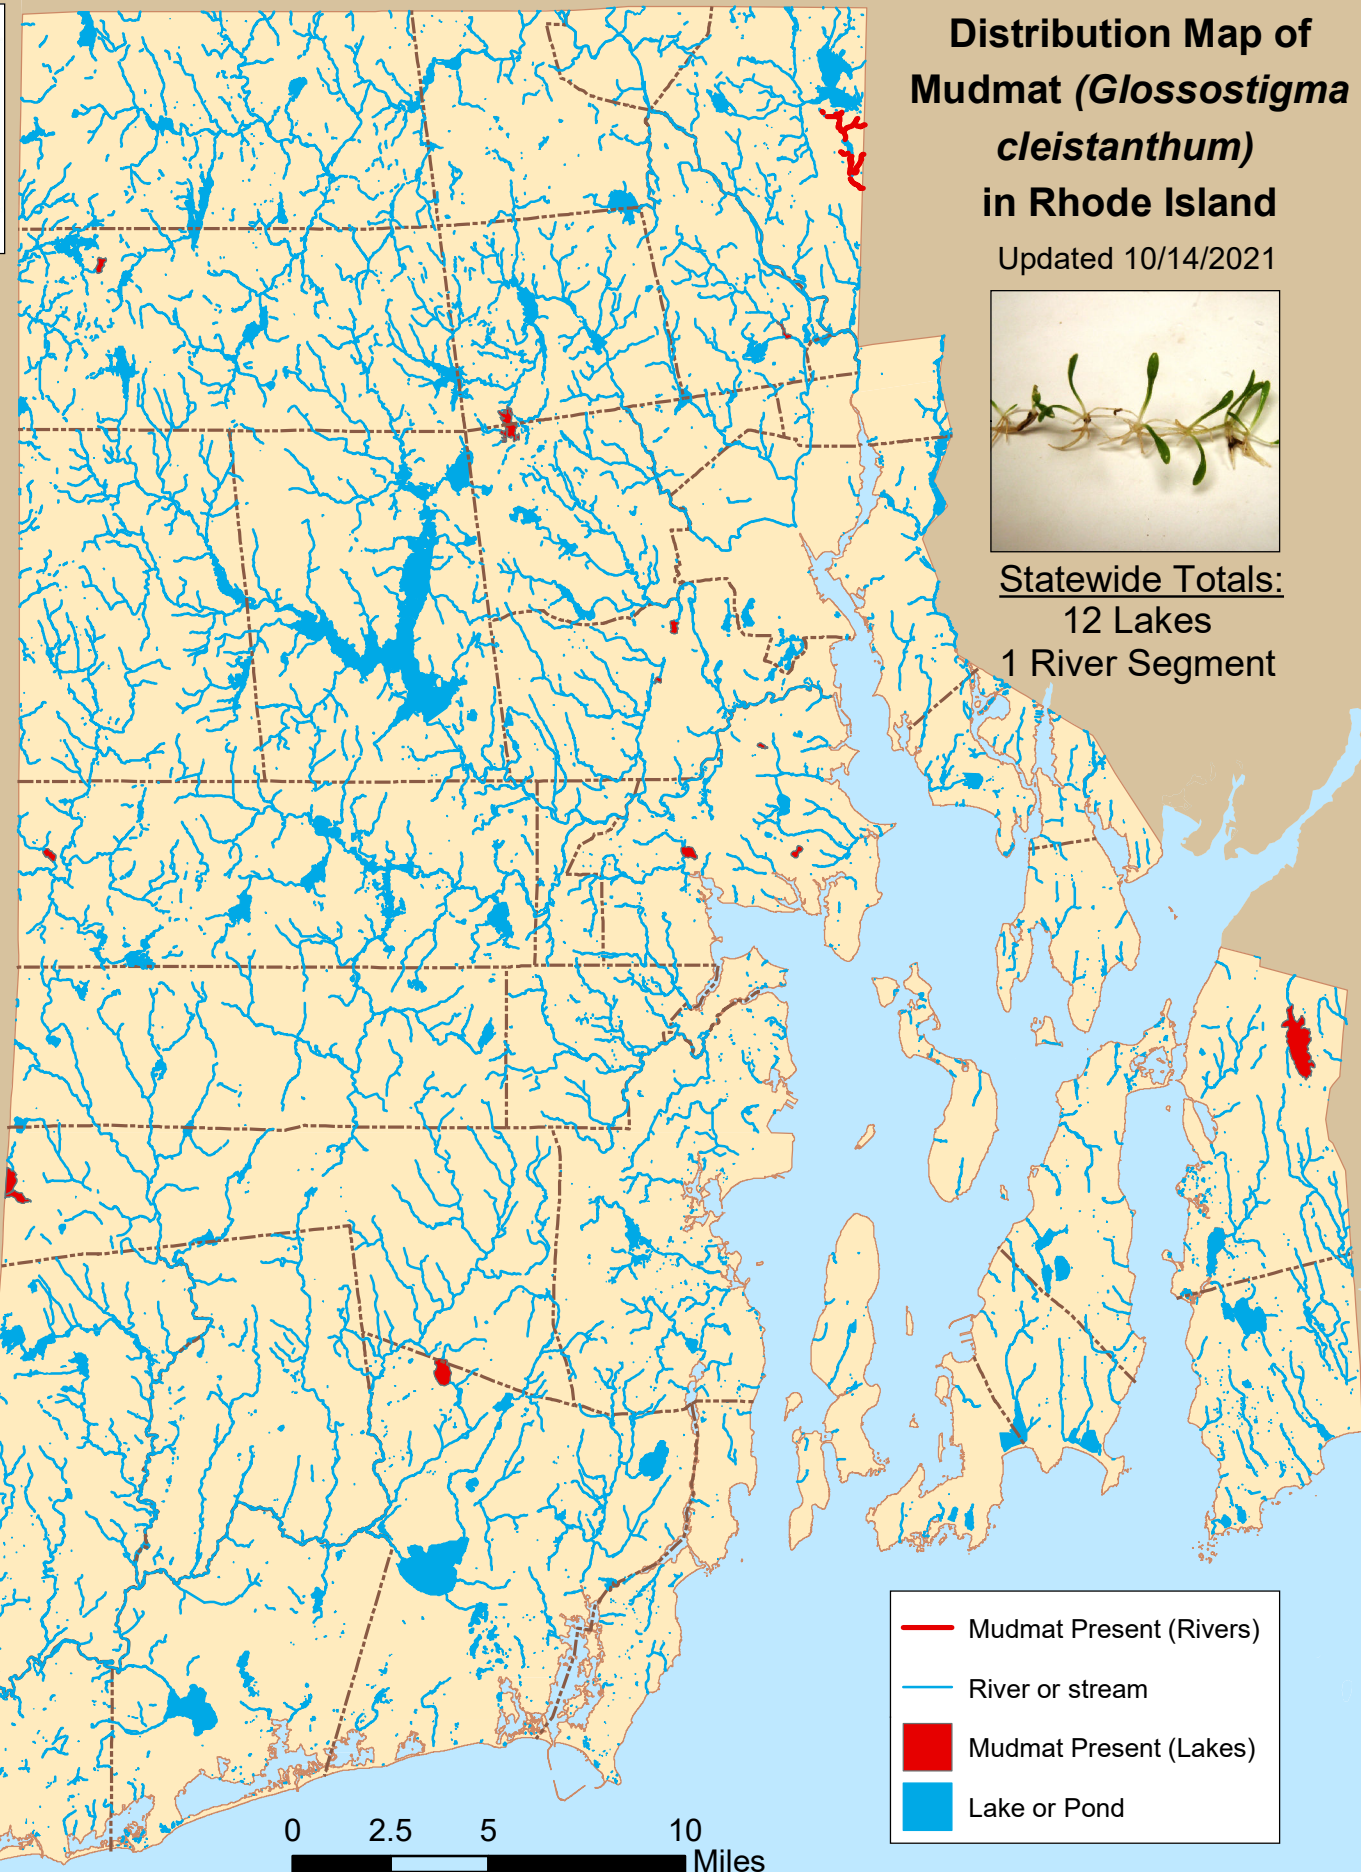 Distribution Map of
Mudmat (Glossostigma
cleistanthum)
in Rhode Island
Updated 10/14/2021
Statewide Totals:
12 Lakes
1 River Segment
Mudmat Present (Rivers)
River or stream
Mudmat Present (Lakes)
Lake or Pond
0 2.5 5 10
Miles